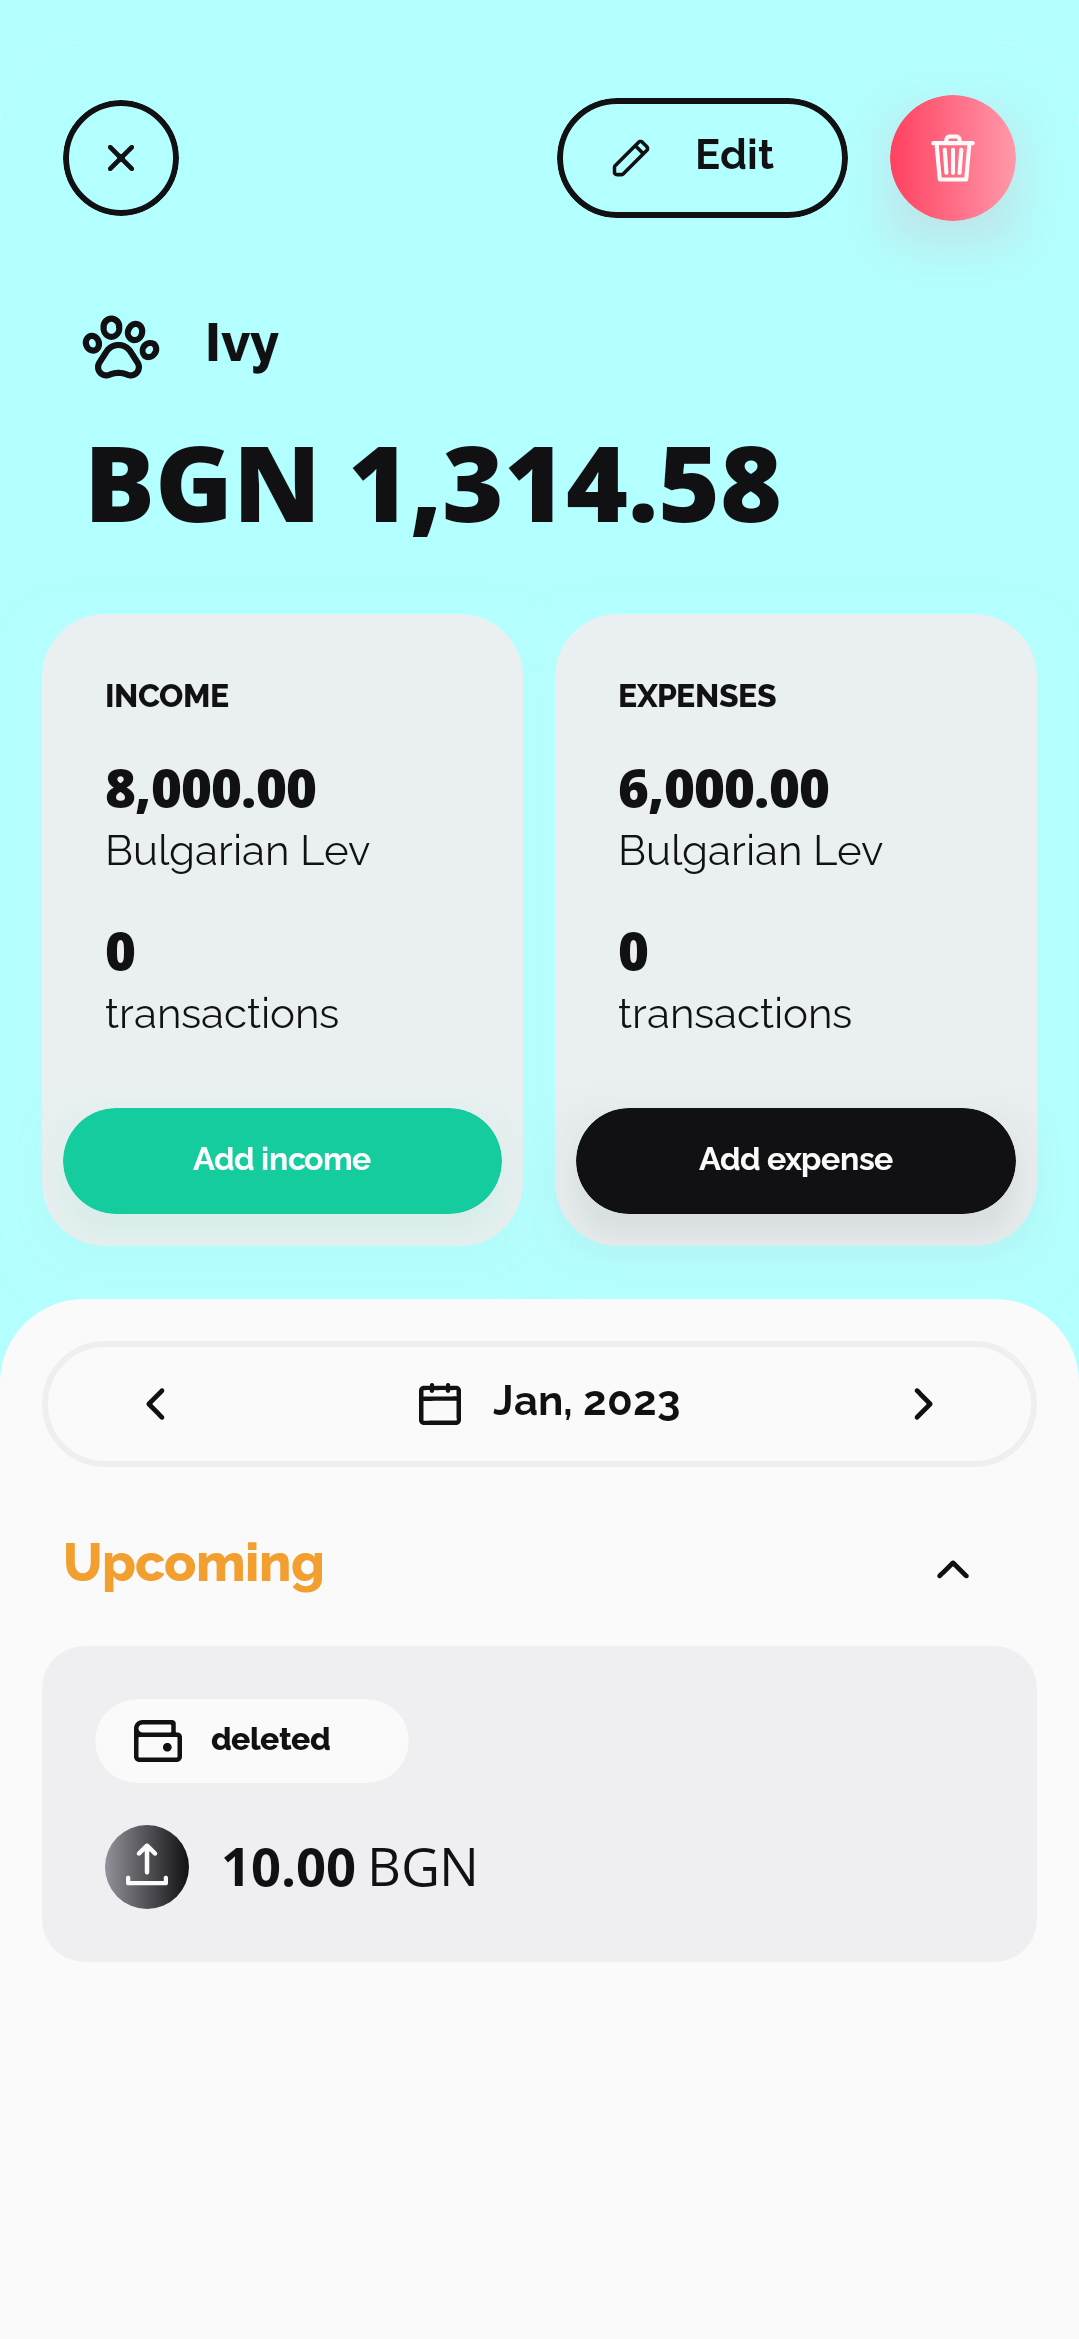 Edit
Ivy
BGN 1,314.58
INCOME
8,000.00
Bulgarian Lev
0
transactions
Add income
EXPENSES
6,000.00
Bulgarian Lev
0
transactions
Add expense
Jan, 2023
Upcoming
deleted
10.00 BGN